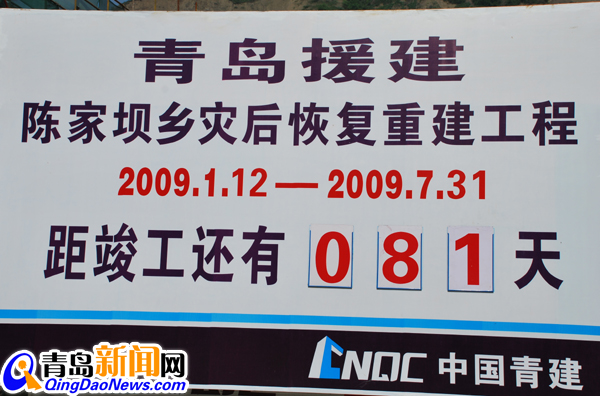 青岛援建
陈家坝乡灾后恢复重建工程
2009.1.12—2009.7.31
距竣工还有081天
CNQC 中国青建
青岛新闻网
QingDaoNews.com